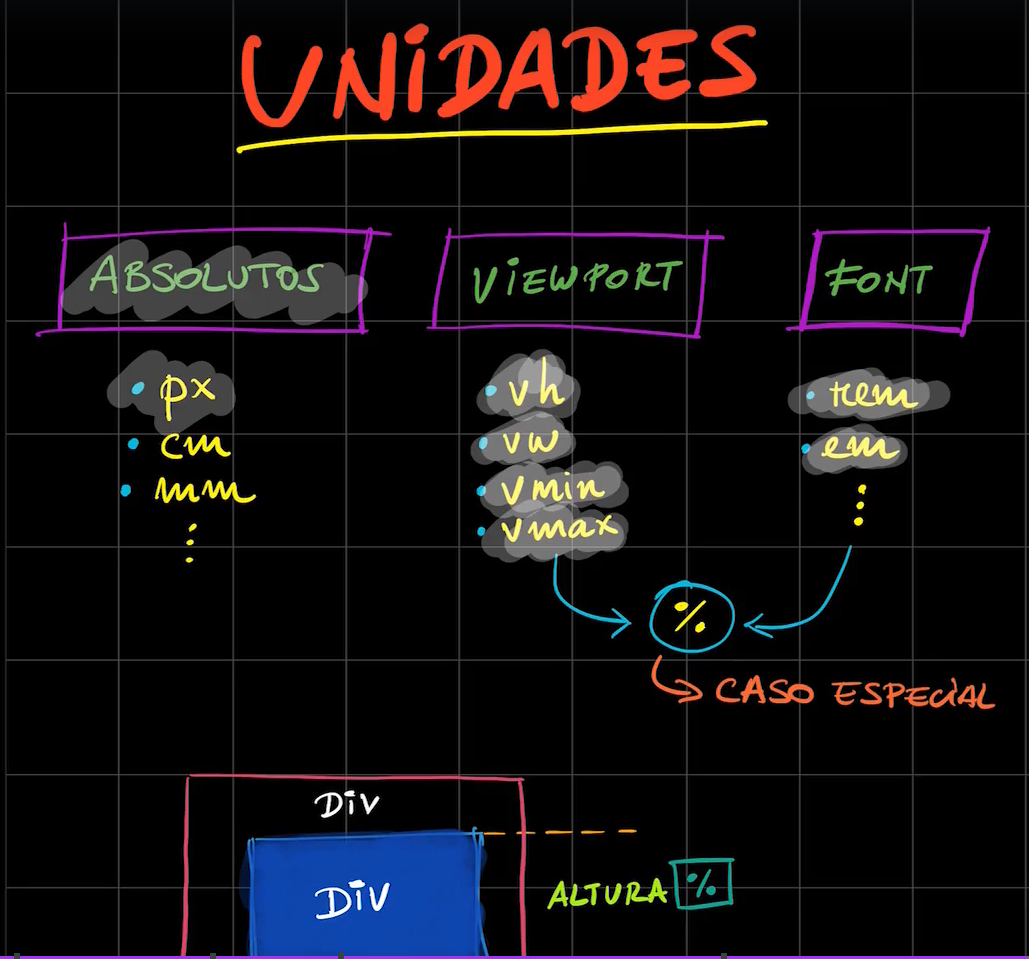 UNIDADES
ABSOLUTOS
VIEWPORT
FONT
px
cm
mm
vh
vw
vmin
vmax
rem
em
%
CASO ESPECIAL
Div
Div
ALTURA %